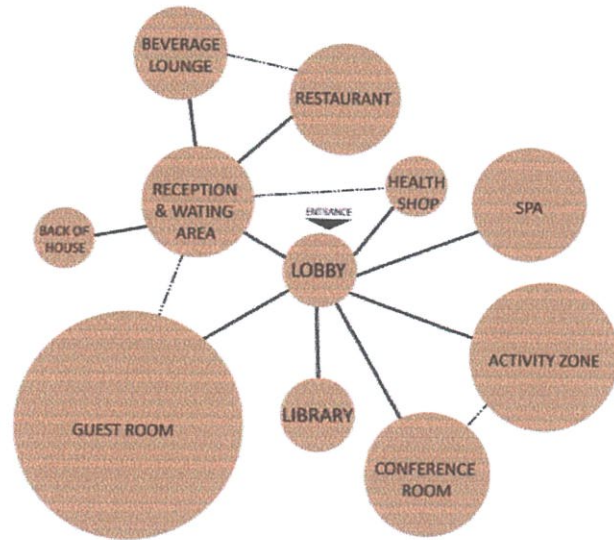 BEVERAGE
LOUNGE
RESTAURANT
RECEPTION
& WATING
AREA
HEALTH
SHOP
SPA
ENTRANCE
BACK OF
HOUSE
LOBBY
ACTIVITY ZONE
GUEST ROOM
LIBRARY
CONFERENCE
ROOM